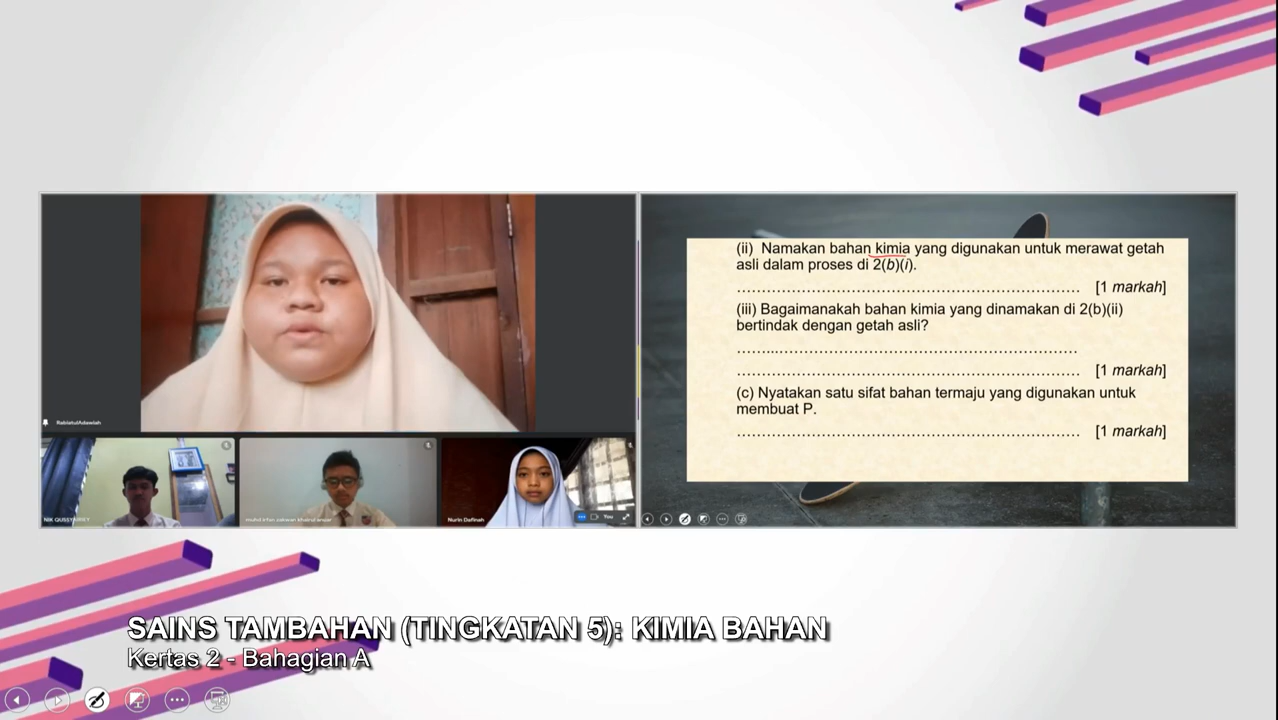 (ii) Namakan bahan kimia yang digunakan untuk merawat getah
asli dalam proses di 2(b)(i).
................................................................... [1 markah]
(iii) Bagaimanakah bahan kimia yang dinamakan di 2(b)(ii)
bertindak dengan getah asli?
...................................................................
................................................................... [1 markah]
(c) Nyatakan satu sifat bahan termaju yang digunakan untuk
membuat P.
................................................................... [1 markah]
RabiatulAdawiah
Nurin Dafinah
You
SAINS TAMBAHAN (TINGKATAN 5): KIMIA BAHAN
Kertas 2 - Bahagian A